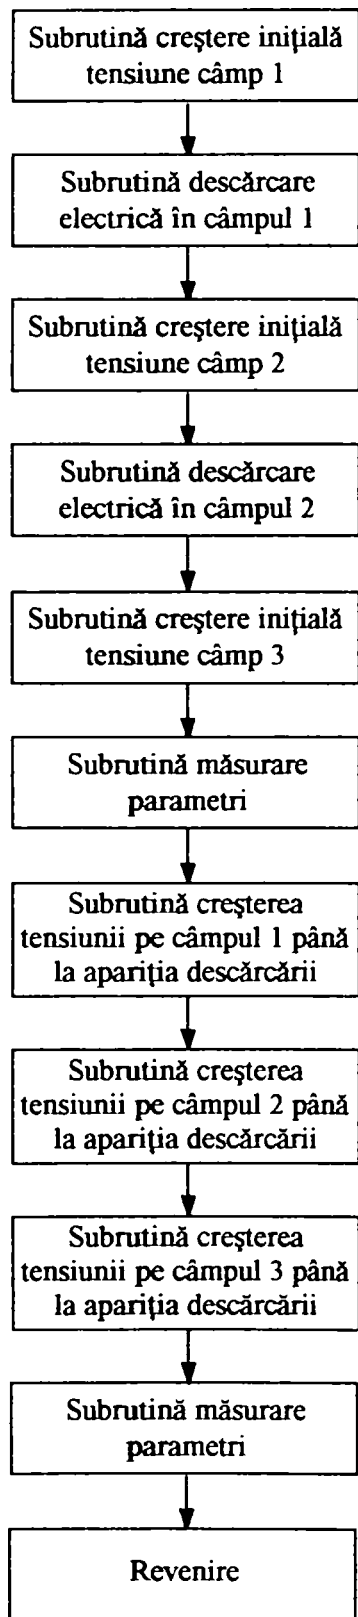 Subrutină creştere iniţială
tensiune câmp 1
Subrutină descărcare
electrică în câmpul 1
Subrutină creştere iniţială
tensiune câmp 2
Subrutină descărcare
electrică în câmpul 2
Subrutină creştere iniţială
tensiune câmp 3
Subrutină măsurare
parametri
Subrutină creşterea
tensiunii pe câmpul 1 până
la apariţia descărcării
Subrutină creşterea
tensiunii pe câmpul 2 până
la apariţia descărcării
Subrutină creşterea
tensiunii pe câmpul 3 până
la apariţia descărcării
Subrutină măsurare
parametri
Revenire